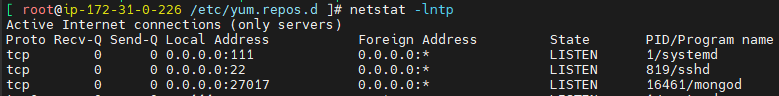 [ root@ip-172-31-0-226 /etc/yum.repos.d ]# netstat -lntp
Active Internet connections (only servers)
Proto Recv-Q Send-Q Local Address           Foreign Address         State       PID/Program name
tcp        0      0 0.0.0.0:111             0.0.0.0:*               LISTEN      1/systemd
tcp        0      0 0.0.0.0:22              0.0.0.0:*               LISTEN      819/sshd
tcp        0      0 0.0.0.0:27017           0.0.0.0:*               LISTEN      16461/mongod